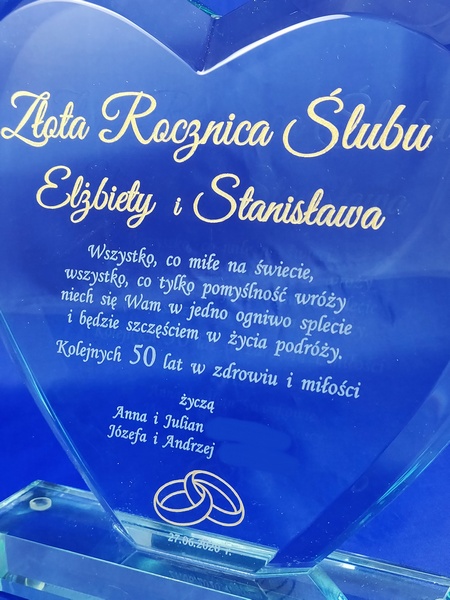 Złota Rocznica Ślubu
Elżbiety i Stanisława
Wszystko, co miłe na świecie,
wszystko, co tylko pomyślność wróży
niech się Wam w jedno ogniwo splecie
i będzie szczęściem w życia podróży.
Kolejnych 50 lat w zdrowiu i miłości
życzą
Anna i Julian
Józefa i Andrzej
27.06.2020 r.